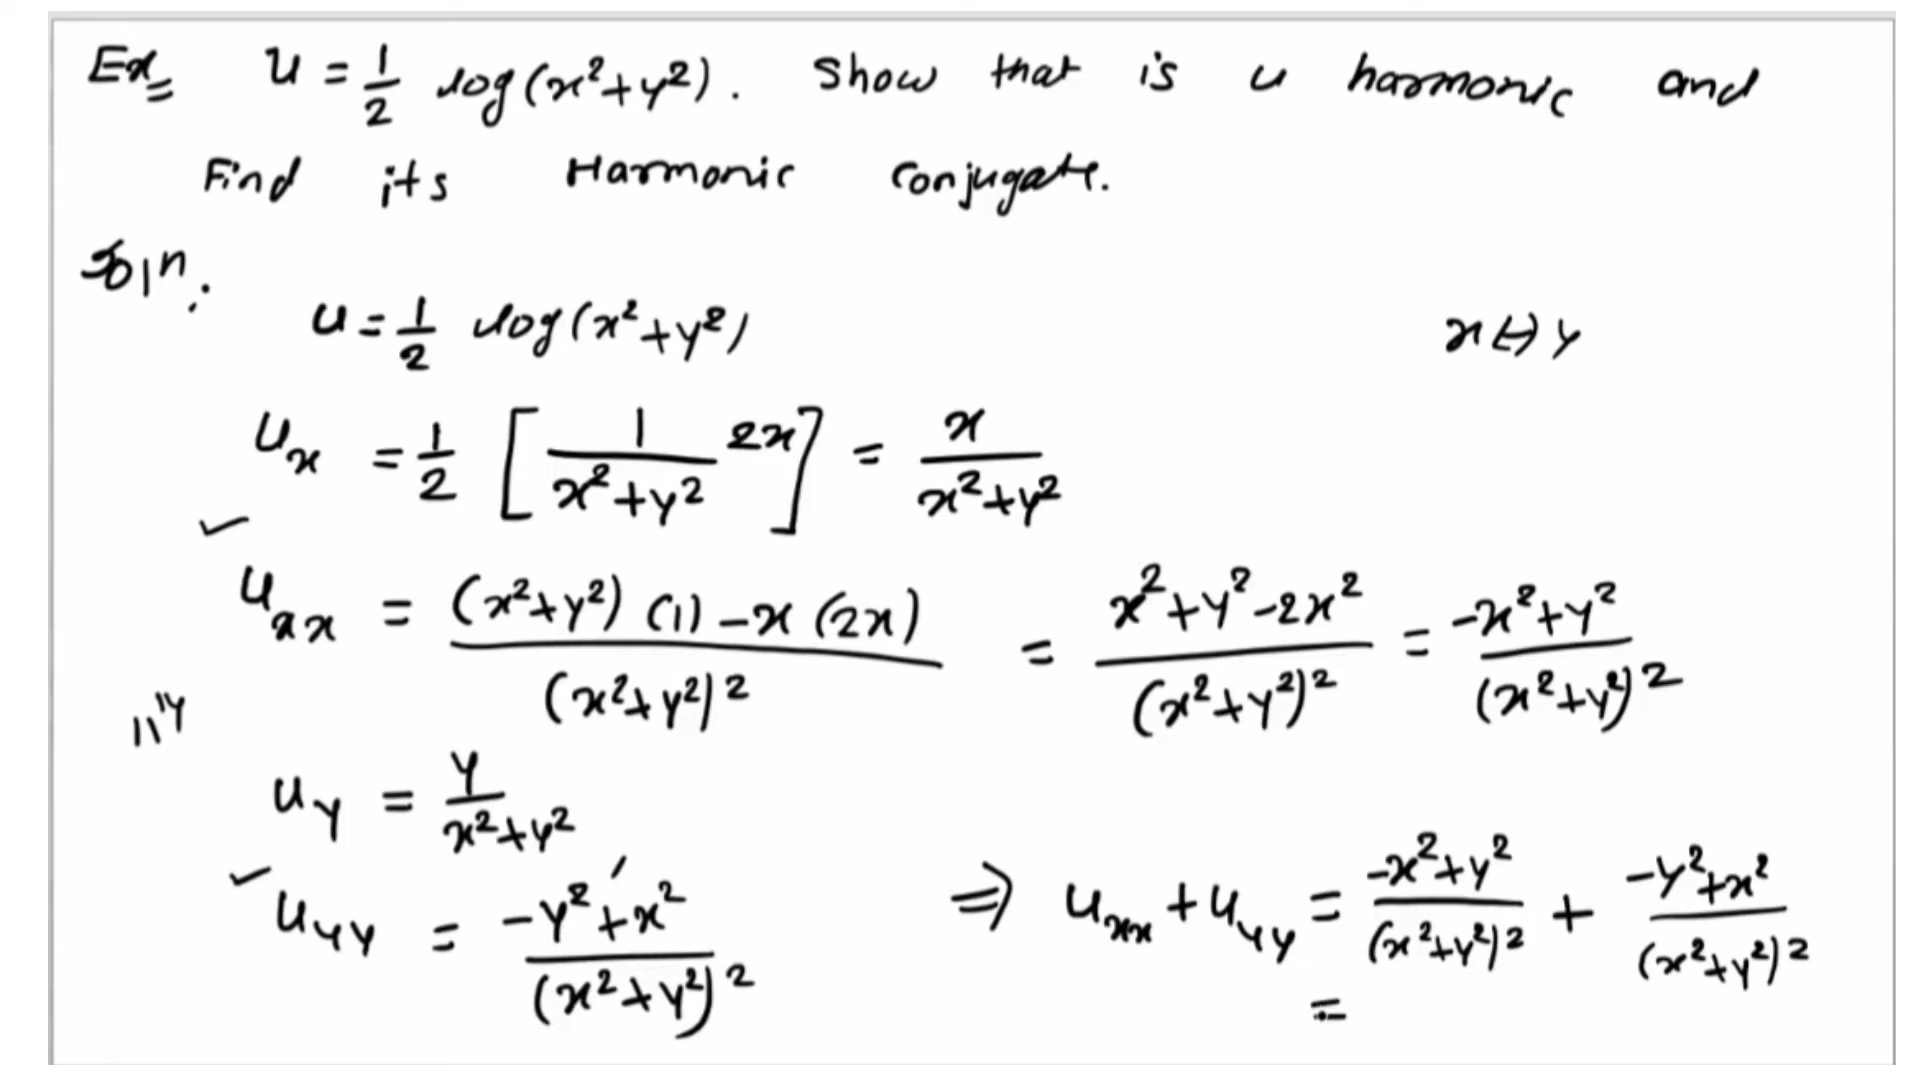 Ex= u = 1/2 log(x²+y²). Show that is u harmonic and
Find its Harmonic Conjugate.
Solⁿ:
u = 1/2 log(x²+y²) x↔y
uₓ = 1/2 [1/(x²+y²) 2x] = x/(x²+y²)
✓
uₓₓ = ((x²+y²)(1) - x(2x))/(x²+y²)² = (x²+y²-2x²)/(x²+y²)² = (-x²+y²)/(x²+y²)²
|||ly
u_y = y/(x²+y²)
✓ u_yy = (-y²+x²)/(x²+y²)² ⇒ uₓₓ + u_yy = (-x²+y²)/(x²+y²)² + (-y²+x²)/(x²+y²)²
=